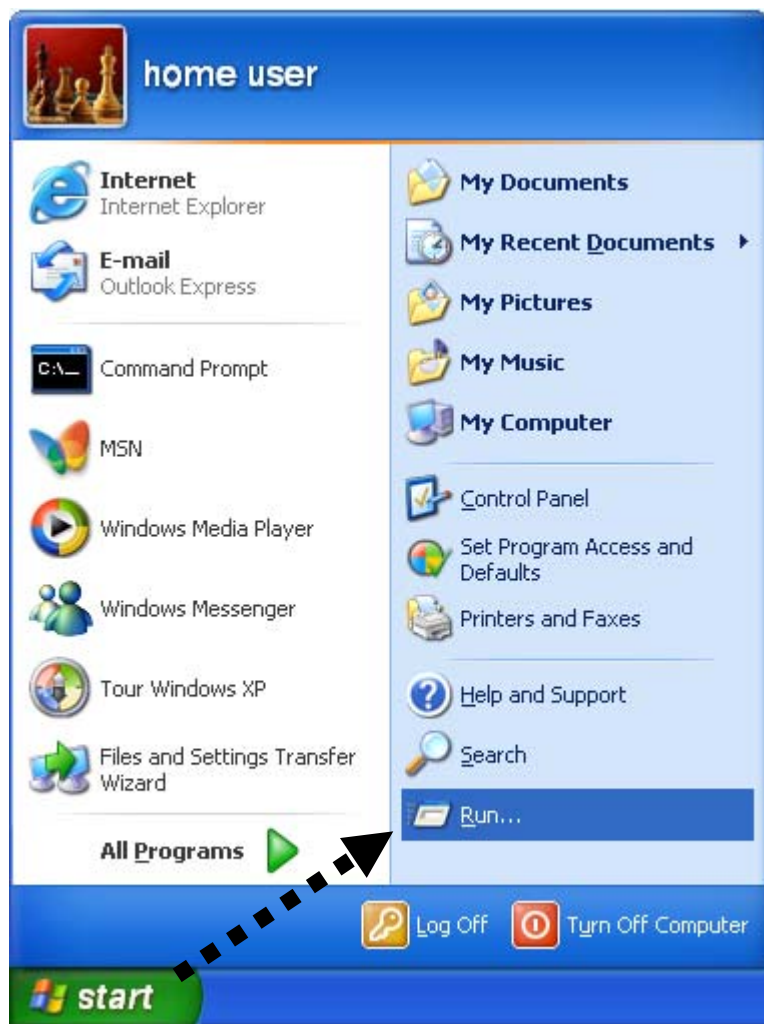 home user
Internet
Internet Explorer
E-mail
Outlook Express
C:\_
Command Prompt
MSN
Windows Media Player
Windows Messenger
Tour Windows XP
Files and Settings Transfer
Wizard
All Programs
My Documents
My Recent Documents
My Pictures
My Music
My Computer
Control Panel
Set Program Access and
Defaults
Printers and Faxes
Help and Support
Search
Run...
Log Off
Turn Off Computer
start